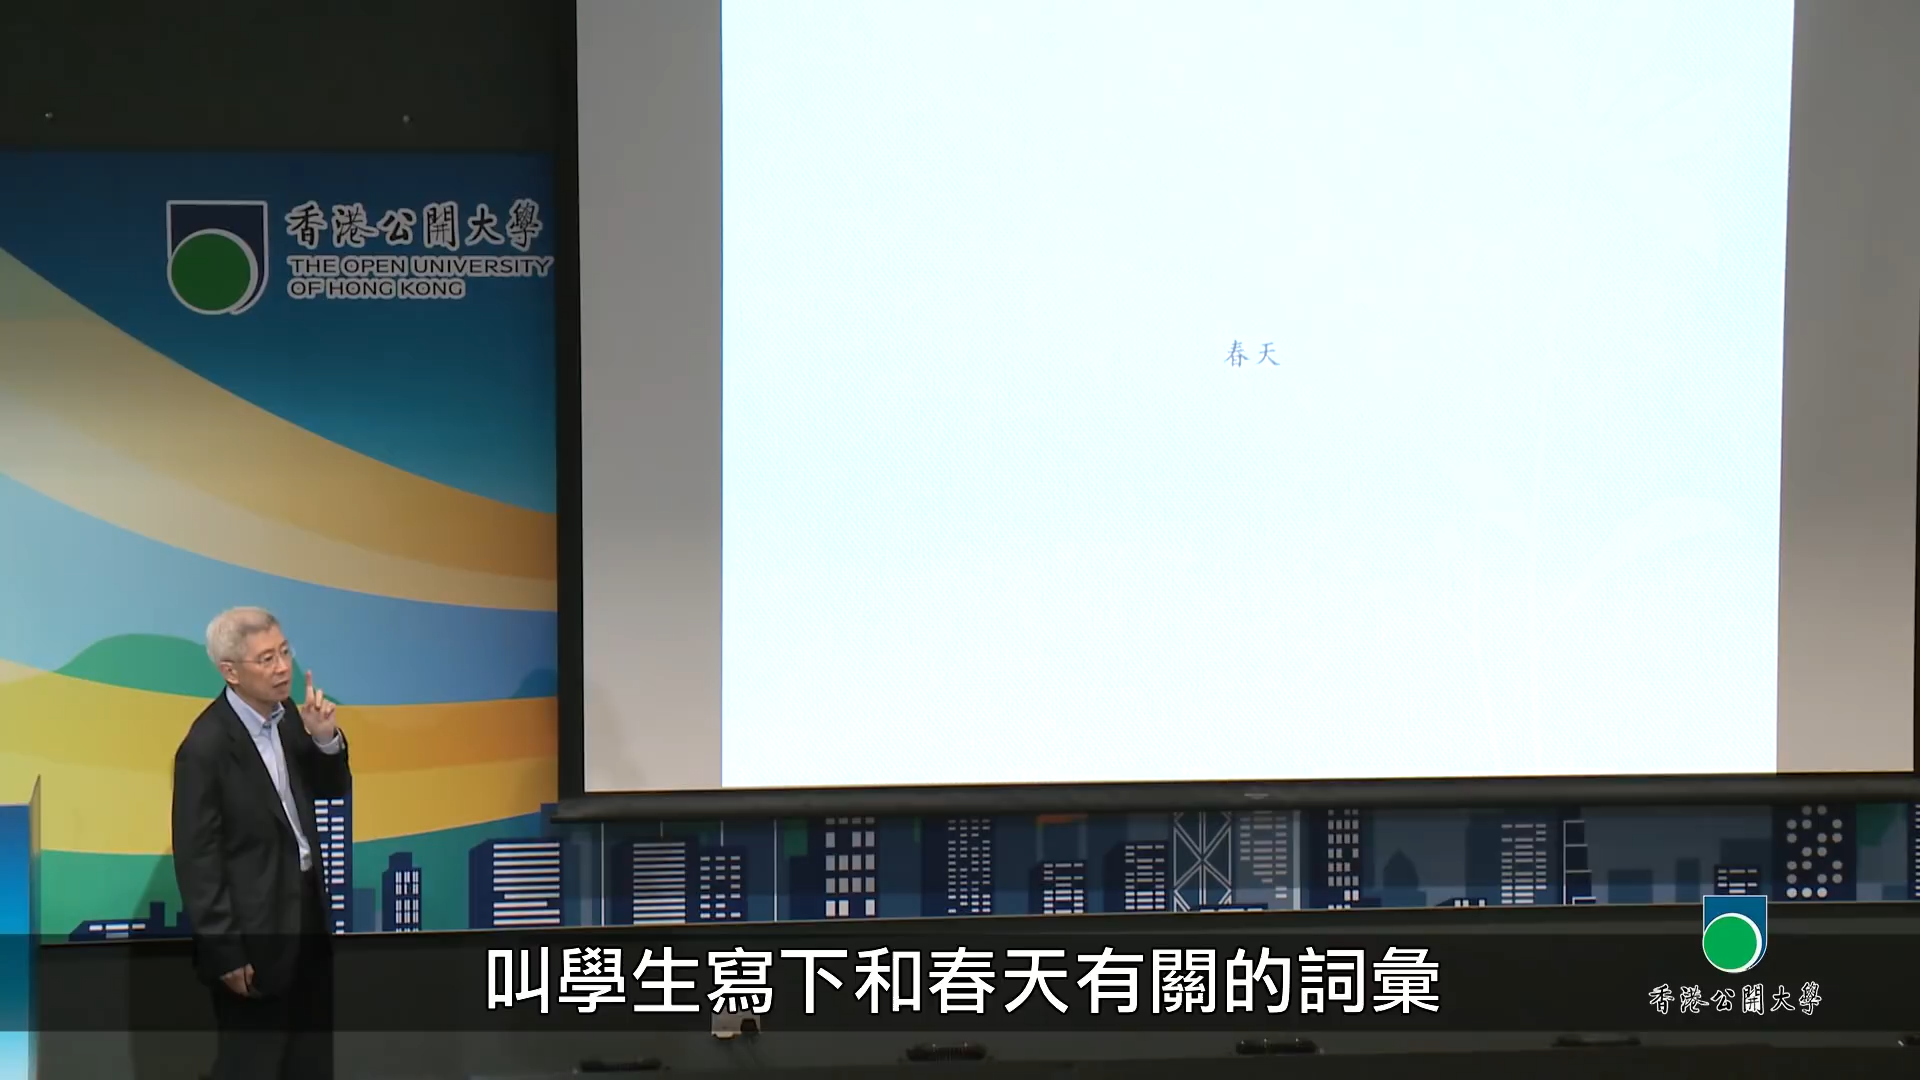 香港公開大學
THE OPEN UNIVERSITY
OF HONG KONG
春天
叫學生寫下和春天有關的詞彙
香港公開大學